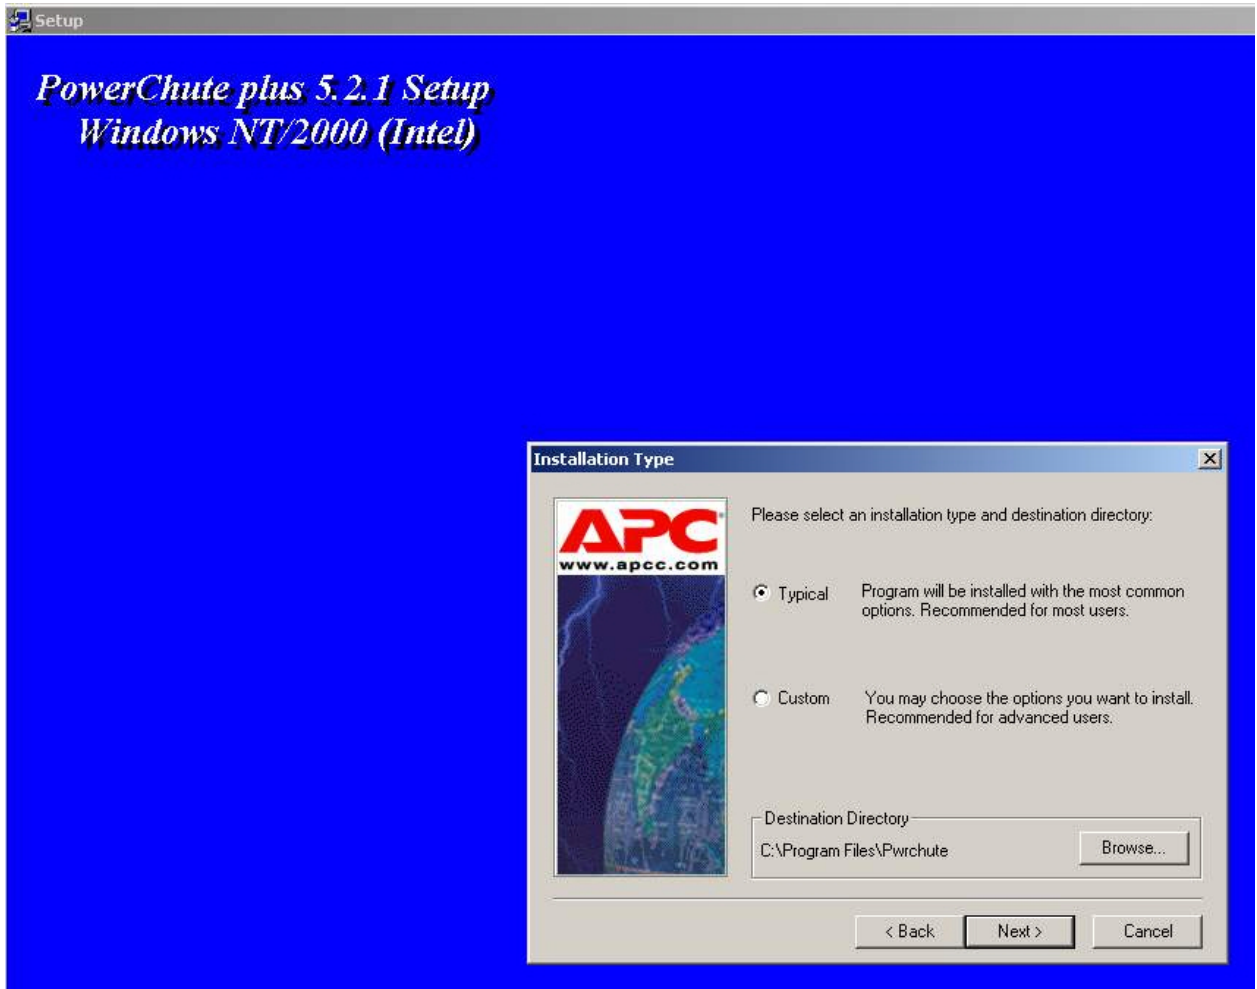 Setup
PowerChute plus 5.2.1 Setup
Windows NT/2000 (Intel)
Installation Type
APC
www.apcc.com
Please select an installation type and destination directory:
Typical
Program will be installed with the most common
options. Recommended for most users.
Custom
You may choose the options you want to install.
Recommended for advanced users.
Destination Directory
C:\Program Files\Pwrchute
Browse...
< Back
Next >
Cancel